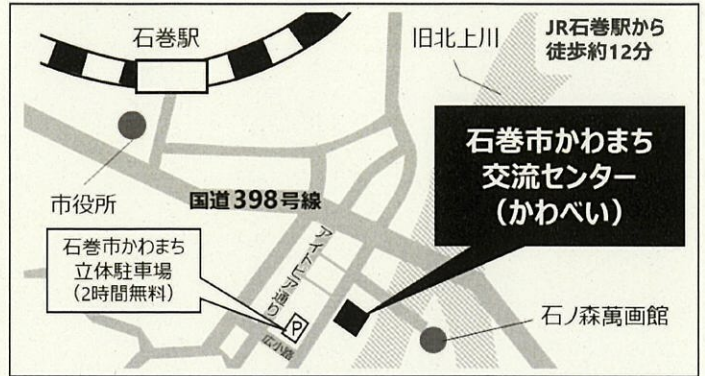 石巻駅
旧北上川
JR石巻駅から
徒歩約12分
石巻市かわまち
交流センター
（かわべい）
市役所
国道398号線
石巻市かわまち
立体駐車場
（2時間無料）
アイトピア通り
P
広小路
石ノ森萬画館